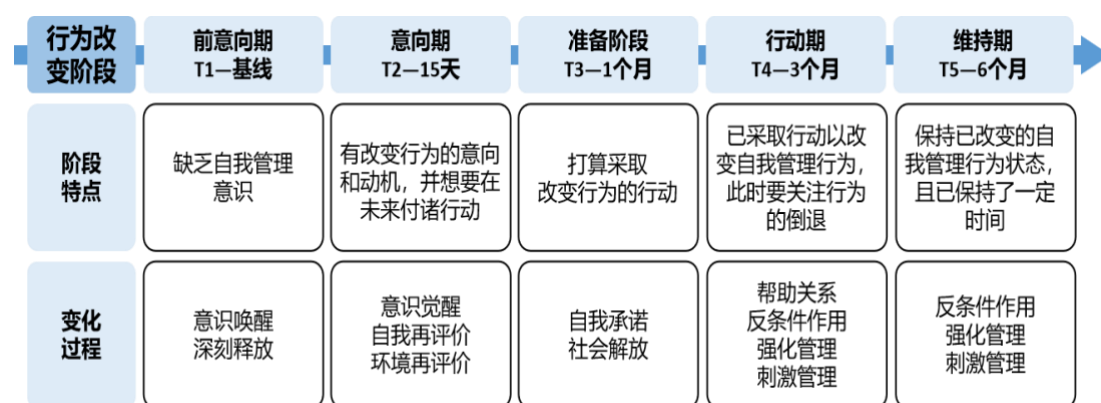 行为改
变阶段
前意向期
T1—基线
意向期
T2—15天
准备阶段
T3—1个月
行动期
T4—3个月
维持期
T5—6个月
阶段
特点
缺乏自我管理
意识
有改变行为的意向
和动机，并想要在
未来付诸行动
打算采取
改变行为的行动
已采取行动以改
变自我管理行为，
此时要关注行为
的倒退
保持已改变的自
我管理行为状态，
且已保持了一定
时间
变化
过程
意识唤醒
深刻释放
意识觉醒
自我再评价
环境再评价
自我承诺
社会解放
帮助关系
反条件作用
强化管理
刺激管理
反条件作用
强化管理
刺激管理